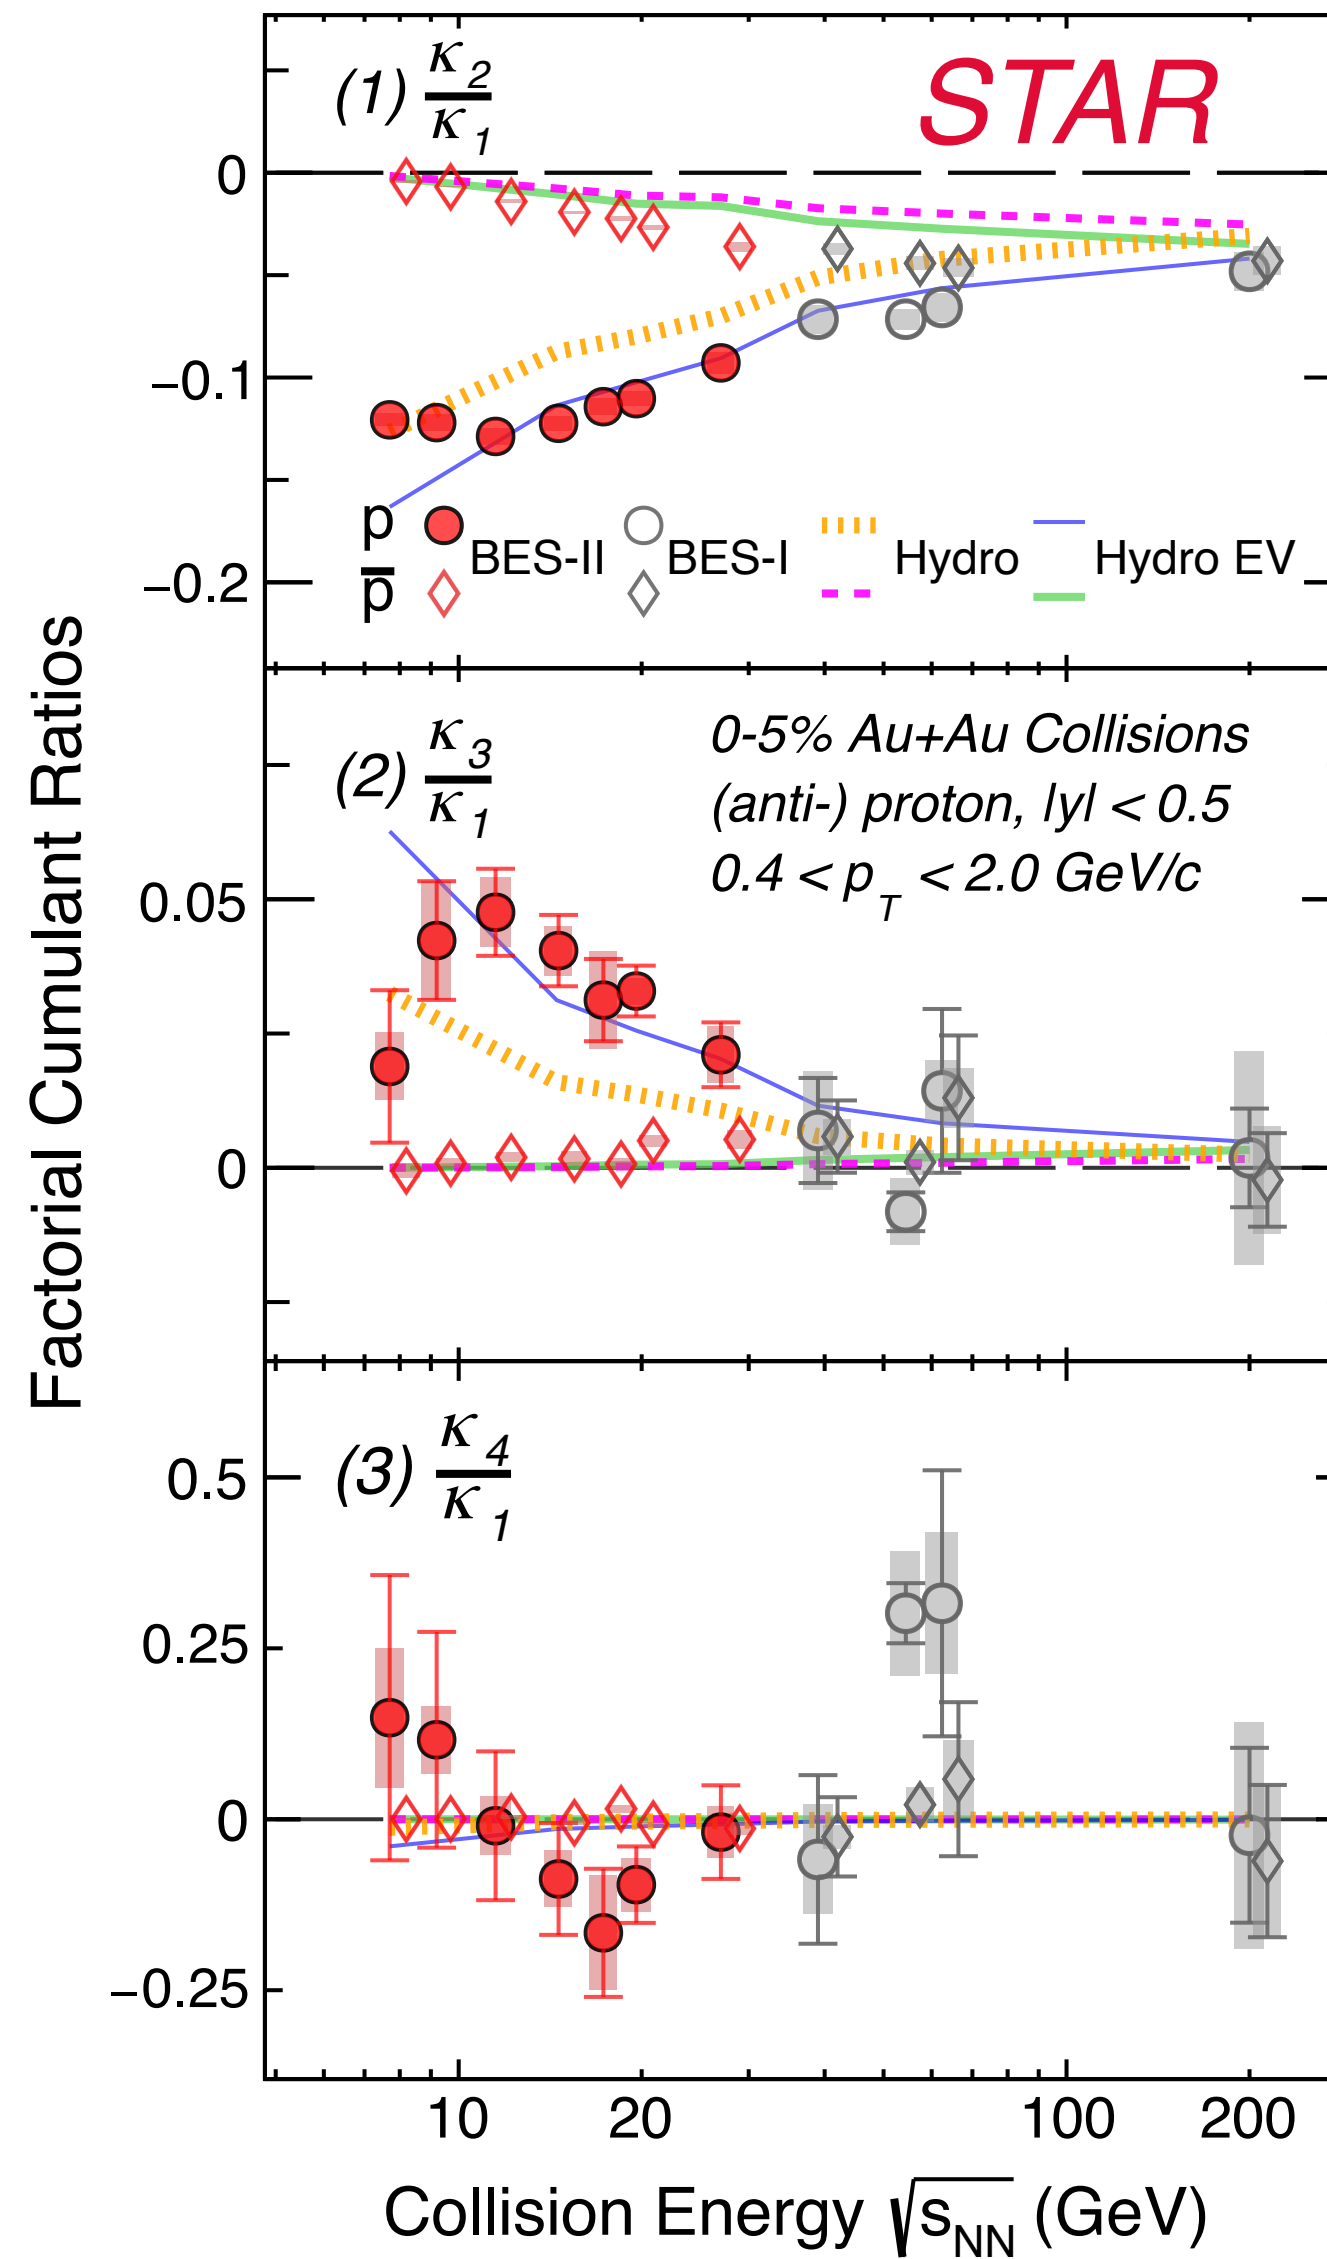 Factorial Cumulant Ratios
(1) κ2/κ1
STAR
0
−0.1
−0.2
p
p̅
BES-II
BES-I
Hydro
Hydro EV
(2) κ3/κ1
0-5% Au+Au Collisions
(anti-) proton, |y| < 0.5
0.4 < pT < 2.0 GeV/c
0.05
0
(3) κ4/κ1
0.5
0.25
0
−0.25
10 20 100 200
Collision Energy √sNN (GeV)